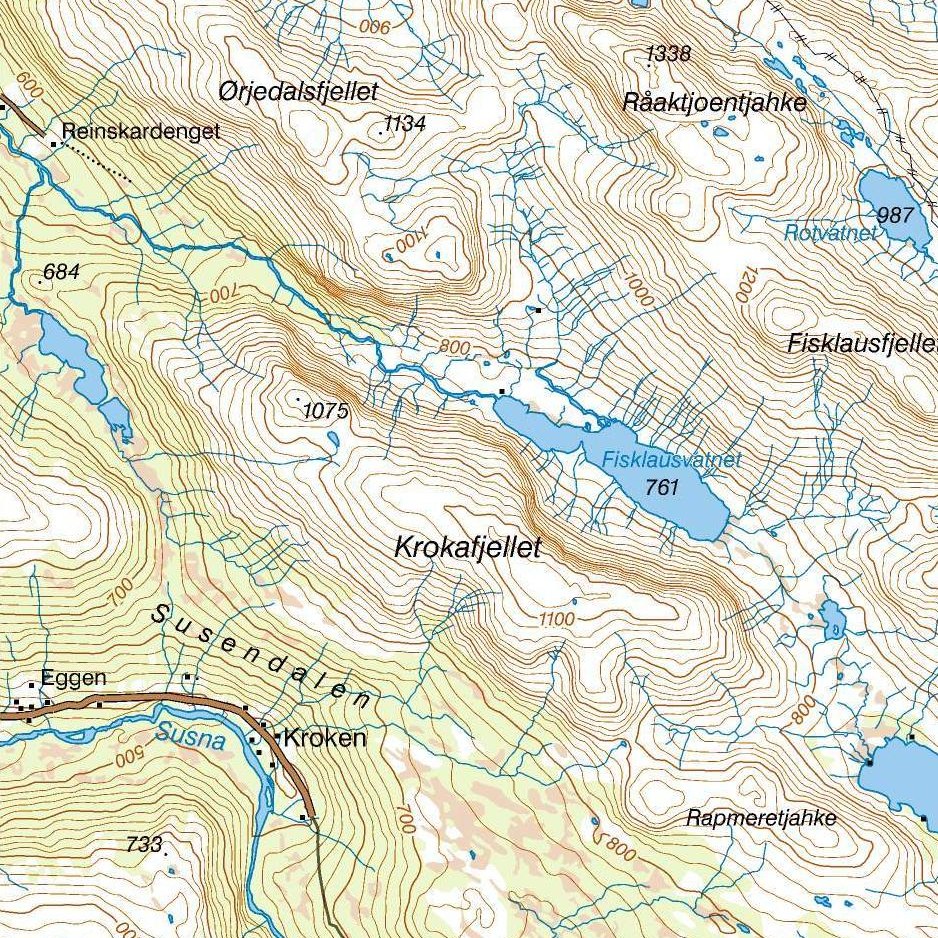 900
1338
600
Ørjedalsfjellet
Råaktjoentjahke
1134
Reinskardenget
987
Rotvatnet
1100
684
700
1000
1200
800
Fisklausfjellet
1075
Fisklausvatnet
761
Krokafjellet
700
1100
Susendalen
Eggen
800
Susna
Kroken
500
700
Rapmeretjahke
733
800